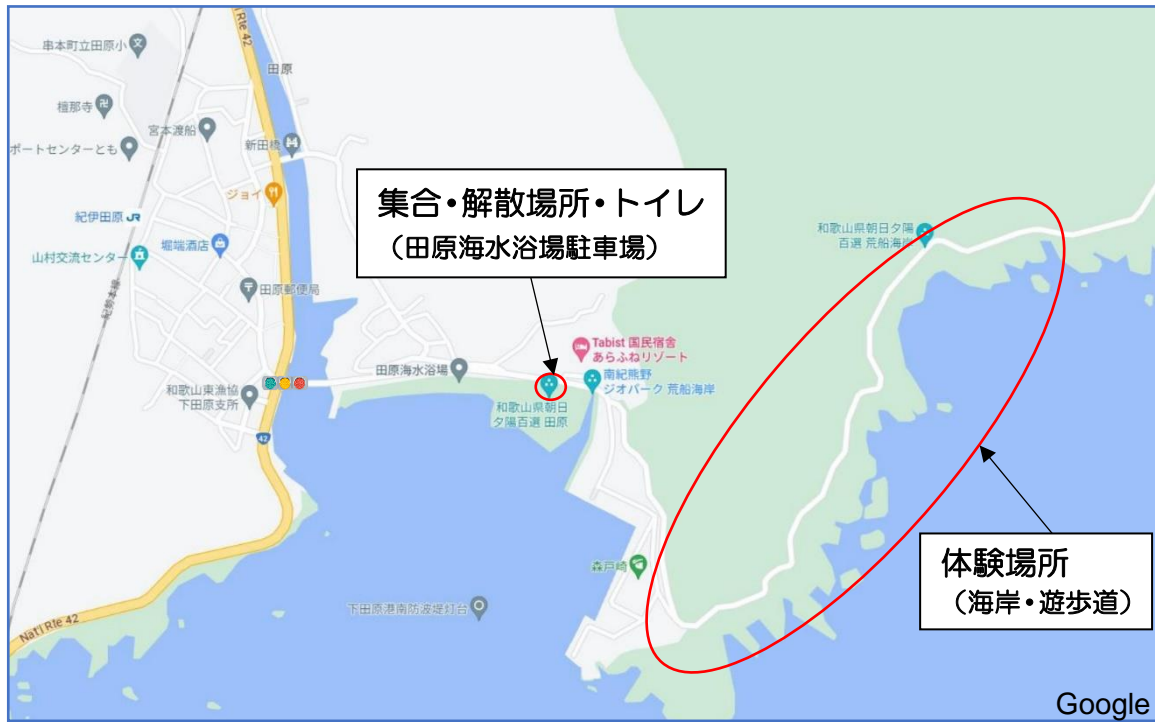 Rte 42
串本町立田原小
田原
檀那寺
宮本渡船
ポートセンターとも
新田橋
ジョイ
集合・解散場所・トイレ
（田原海水浴場駐車場）
紀伊田原 JR
堀端酒店
山村交流センター
和歌山県朝日夕陽
百選 荒船海岸
田原郵便局
紀勢本線
Tabist 国民宿舎
あらふねリゾート
田原海水浴場
南紀熊野
ジオパーク 荒船海岸
和歌山東漁協
下田原支所
和歌山県朝日
夕陽百選 田原
42
体験場所
（海岸・遊歩道）
森戸崎
下田原港南防波堤灯台
Nat'l Rte 42
Google